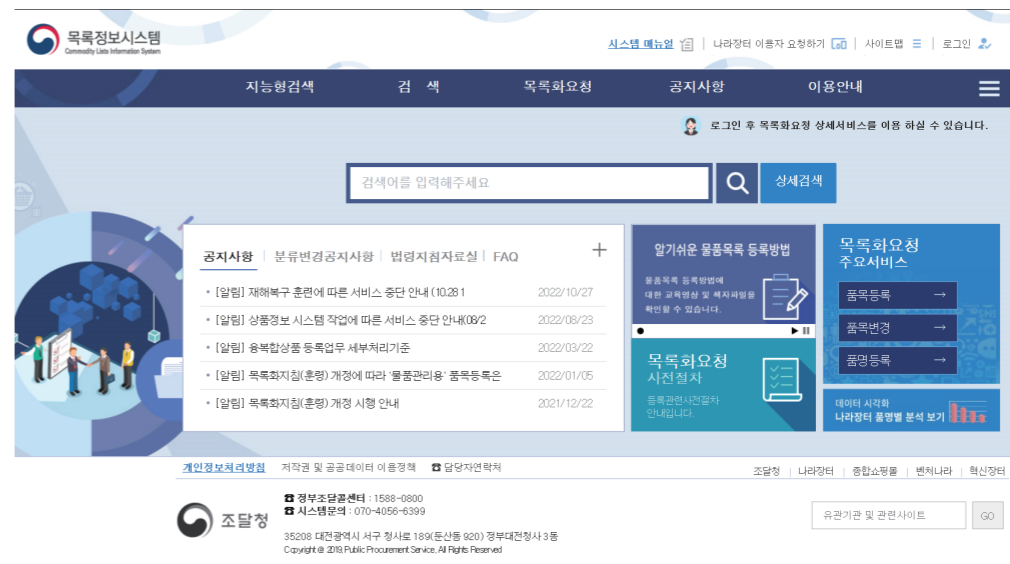 목록정보시스템
Commodity Lists Information System
시스템 매뉴얼 | 나라장터 이용자 요청하기 | 사이트맵 | 로그인
지능형검색 검 색 목록화요청 공지사항 이용안내
로그인 후 목록화요청 상세서비스를 이용 하실 수 있습니다.
검색어를 입력해주세요 상세검색
공지사항 | 분류변경공지사항 | 법령지침자료실 | FAQ +
• [알림] 재해복구 훈련에 따른 서비스 중단 안내 (10.28 1 2022/10/27
• [알림] 상품정보 시스템 작업에 따른 서비스 중단 안내(08/2 2022/08/23
• [알림] 융복합상품 등록업무 세부처리기준 2022/03/22
• [알림] 목록화지침(훈령) 개정에 따라 '물품관리용' 품목등록은 2022/01/05
• [알림] 목록화지침(훈령) 개정 시행 안내 2021/12/22
알기쉬운 물품목록 등록방법
물품목록 등록방법에
대한 교육영상 및 책자파일을
확인할 수 있습니다.
목록화요청
사전절차
등록관련사전절차
안내입니다.
목록화요청
주요서비스
품목등록 →
품목변경 →
품명등록 →
데이터 시각화
나라장터 품명별 분석 보기
개인정보처리방침 저작권 및 공공데이터 이용정책 ☎ 담당자연락처
조달청 | 나라장터 | 종합쇼핑몰 | 벤처나라 | 혁신장터
조달청
☎ 정부조달콜센터 : 1588-0800
☎ 시스템문의 : 070-4056-6399
35208 대전광역시 서구 청사로 189(둔산동 920) 정부대전청사 3동
Copyright @ 2019. Public Procurement Service, All Rights Reserved
유관기관 및 관련사이트 GO